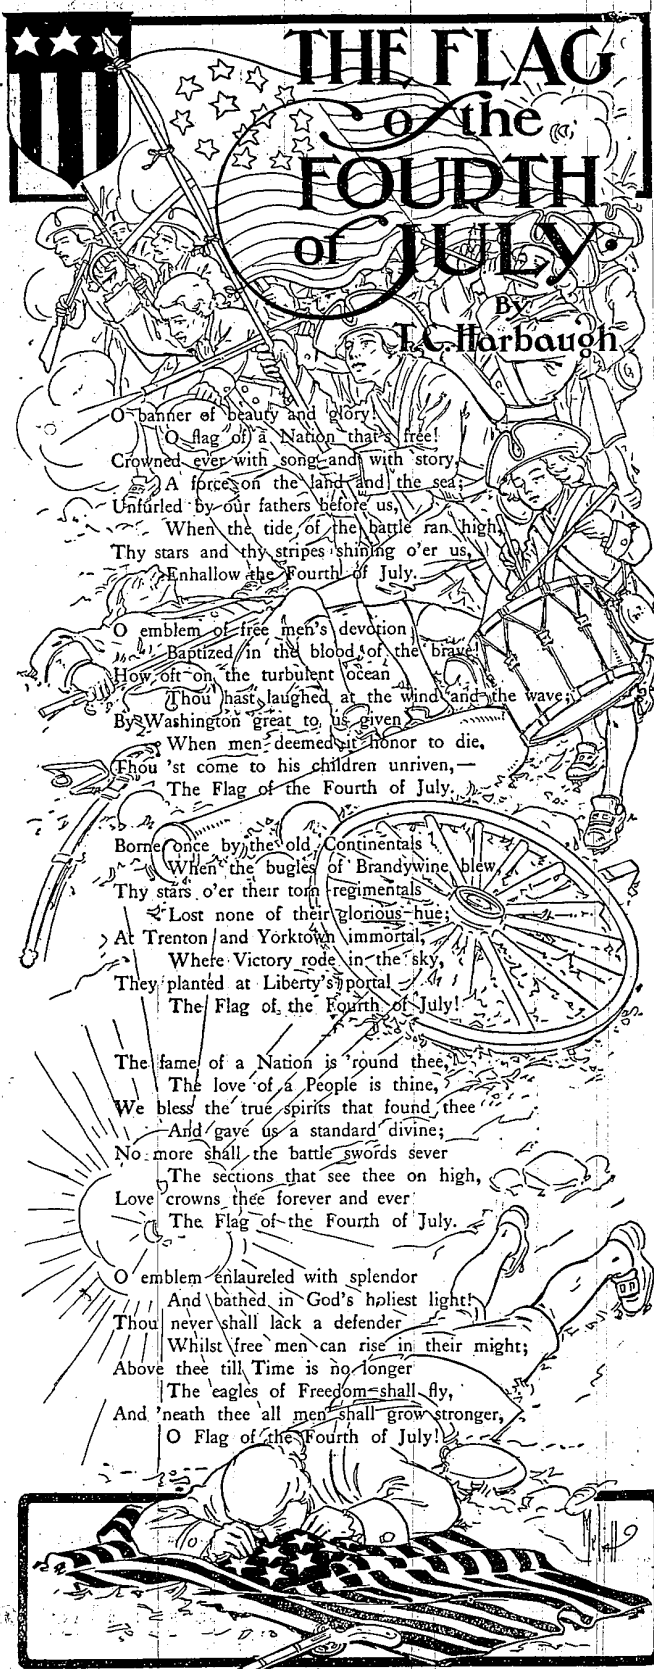 THE FLAG
of the
FOURTH
of JULY.
By
T.C. Harbaugh
O banner of beauty and glory!
O flag of a Nation that's free!
Crowned ever with song and with story,
A force on the land and the sea;
Unfurled by our fathers before us,
When the tide of the battle ran high,
Thy stars and thy stripes shining o'er us,
Enhallow the Fourth of July.
O emblem of free men's devotion
Baptized in the blood of the brave!
How oft on the turbulent ocean
Thou hast laughed at the wind and the wave;
By Washington great to us given
When men deemed it honor to die,
Thou 'st come to his children unriven,—
The Flag of the Fourth of July.
Borne once by the old Continentals
When the bugles of Brandywine blew,
Thy stars o'er their torn regimentals
Lost none of their glorious hue;
At Trenton and Yorktown immortal,
Where Victory rode in the sky,
They planted at Liberty's portal
The Flag of the Fourth of July!
The fame of a Nation is 'round thee,
The love of a People is thine,
We bless the true spirits that found thee
And gave us a standard divine;
No more shall the battle swords sever
The sections that see thee on high,
Love crowns thee forever and ever
The Flag of the Fourth of July.
O emblem enlaureled with splendor
And bathed in God's holiest light!
Thou never shall lack a defender
Whilst free men can rise in their might;
Above thee till Time is no longer
The eagles of Freedom shall fly,
And 'neath thee all men shall grow stronger,
O Flag of the Fourth of July!